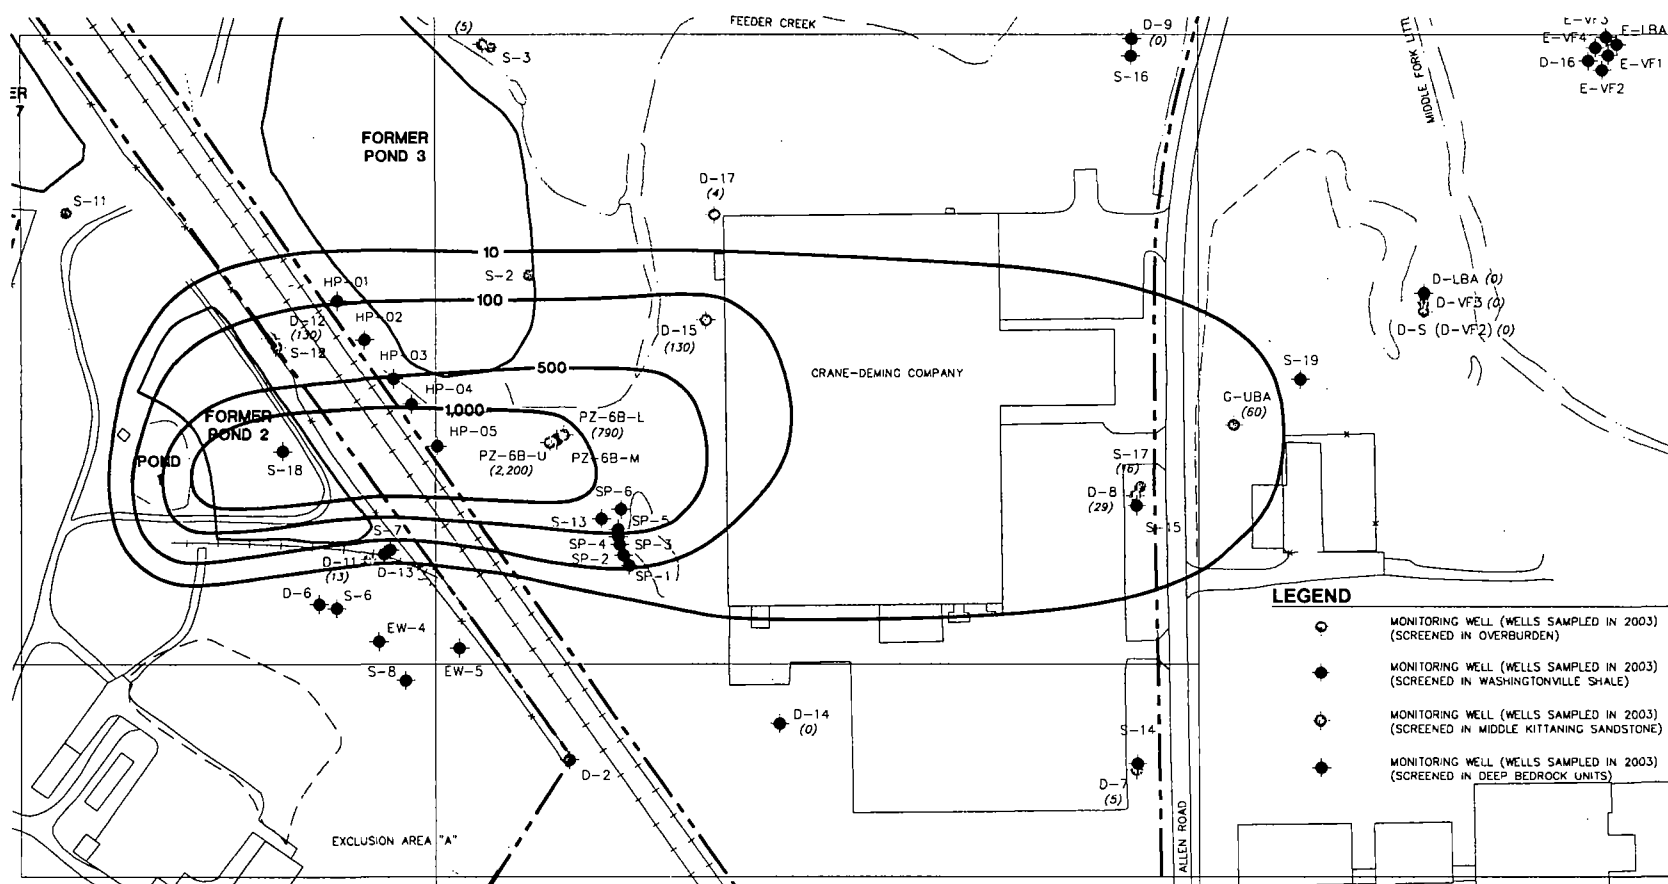 FEEDER CREEK
D-9
(0)
S-16
MIDDLE FORK
E-VF3
E-LBA
E-VF4
D-16
E-VF1
E-VF2
(5)
S-3
ER
7
FORMER
POND 3
S-11
D-17
(4)
10
S-2
HP-01
100
D-12
(130)
S-12
HP-02
D-15
(130)
HP-03
500
HP-04
1,000
CRANE-DEMING COMPANY
D-LBA (0)
D-VF3 (0)
D-S (D-VF2) (0)
S-19
G-UBA
(60)
FORMER
POND 2
POND
S-18
HP-05
PZ-6B-L
(790)
PZ-6B-U
(2,200)
PZ-6B-M
S-17
(16)
D-8
(29)
S-15
SP-6
S-13
SP-5
SP-4
SP-3
SP-2
SP-1
S-7
D-11
(13)
D-13
D-6
S-6
EW-4
S-8
EW-5
D-14
(0)
D-2
S-14
D-7
(5)
EXCLUSION AREA "A"
ALLEN ROAD
LEGEND
MONITORING WELL (WELLS SAMPLED IN 2003)
(SCREENED IN OVERBURDEN)
MONITORING WELL (WELLS SAMPLED IN 2003)
(SCREENED IN WASHINGTONVILLE SHALE)
MONITORING WELL (WELLS SAMPLED IN 2003)
(SCREENED IN MIDDLE KITTANING SANDSTONE)
MONITORING WELL (WELLS SAMPLED IN 2003)
(SCREENED IN DEEP BEDROCK UNITS)